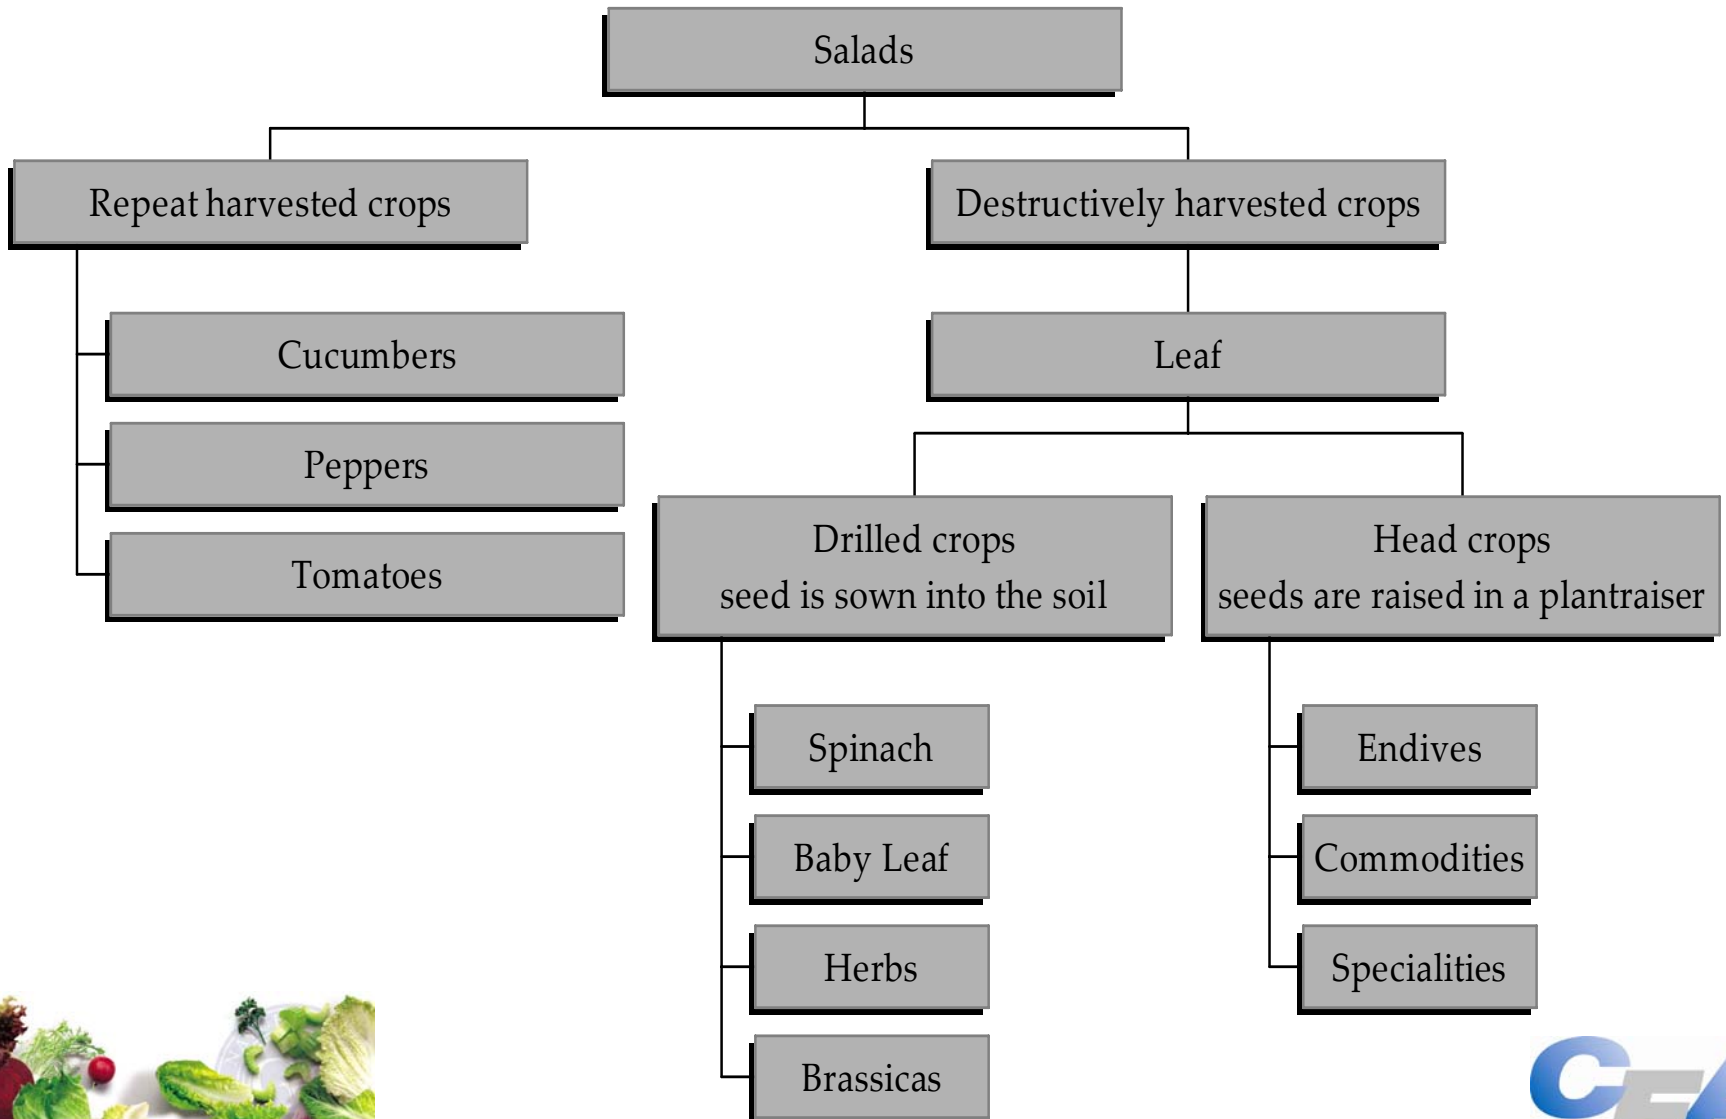 Salads
Repeat harvested crops
Destructively harvested crops
Cucumbers
Peppers
Tomatoes
Leaf
Drilled crops
seed is sown into the soil
Head crops
seeds are raised in a plantraiser
Spinach
Baby Leaf
Herbs
Brassicas
Endives
Commodities
Specialities